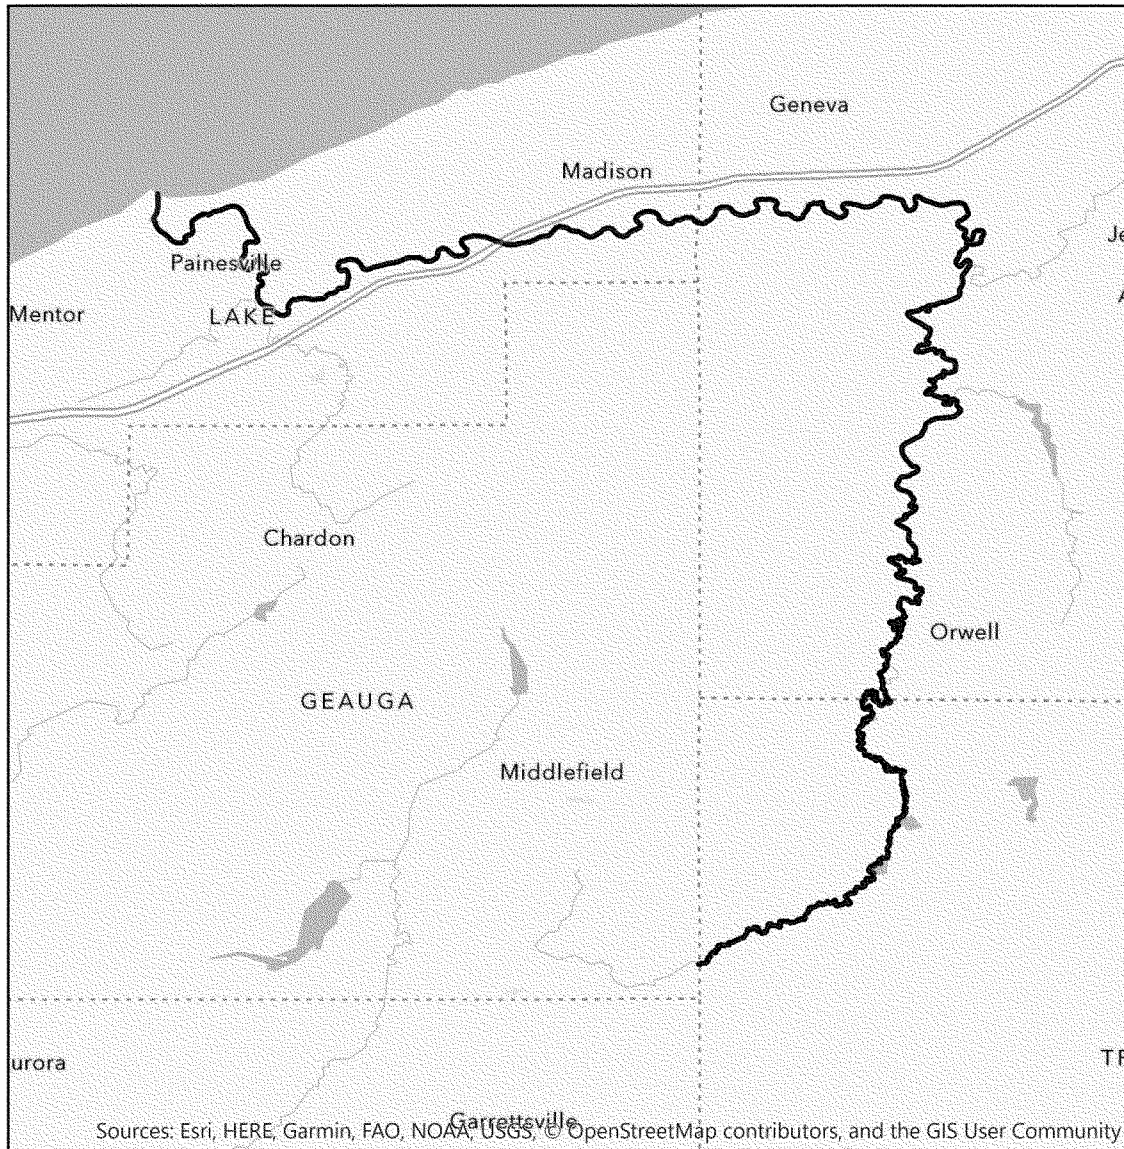 Geneva
Madison
Je
Painesville
Mentor
LAKE
A
Chardon
Orwell
GEAUGA
Middlefield
urora
TR
Garrettsville
Sources: Esri, HERE, Garmin, FAO, NOAA, USGS, © OpenStreetMap contributors, and the GIS User Community